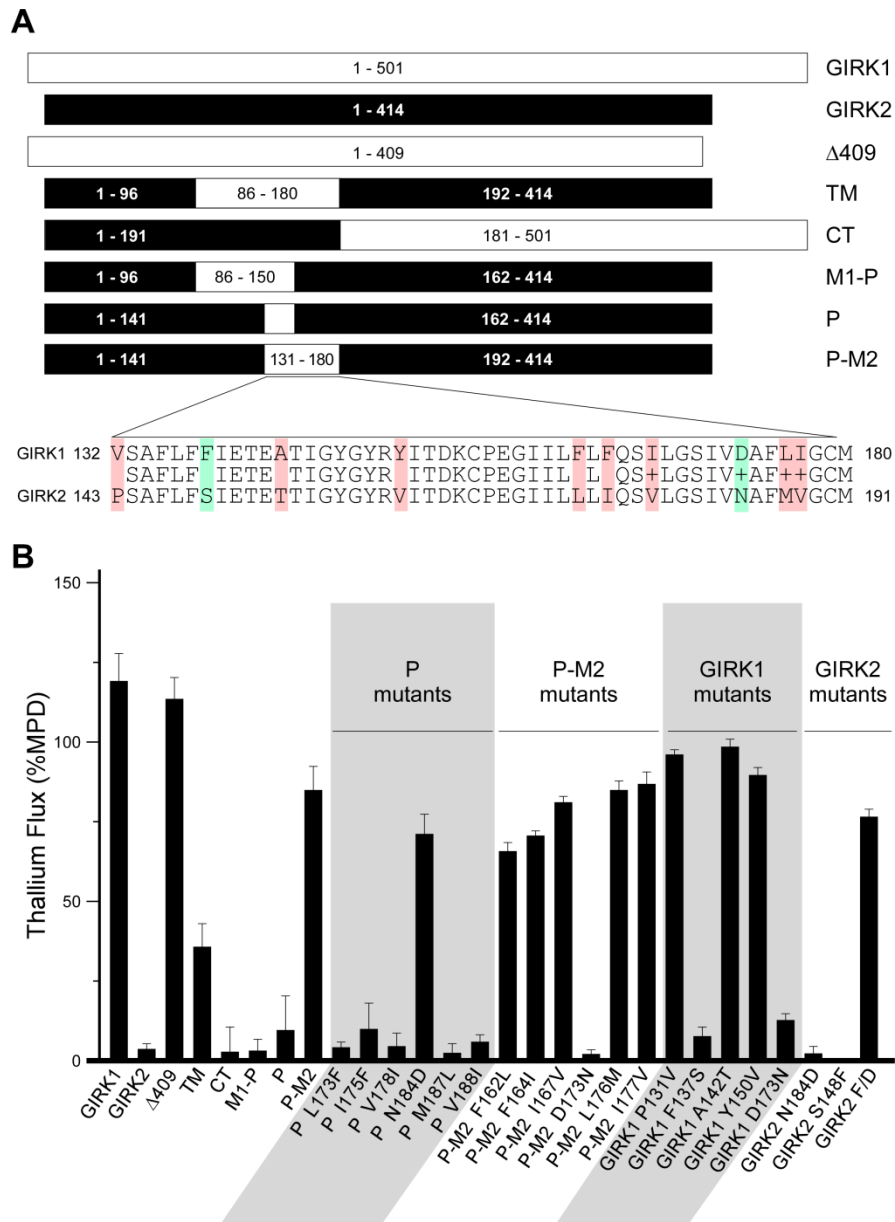 A
1 - 501 GIRK1
1 - 414 GIRK2
1 - 409 Δ409
1 - 96 86 - 180 192 - 414 TM
1 - 191 181 - 501 CT
1 - 96 86 - 150 162 - 414 M1-P
1 - 141 162 - 414 P
1 - 141 131 - 180 192 - 414 P-M2
GIRK1 132 VSAFLFFIETEATIGYGYRYITDKCPEGIILFLFQSILGSIVDAFLIGCM 180
SAFLF IETE TIGYGYR ITDKCPEGIIL L QS+LGSIV+AF++GCM
GIRK2 143 PSAFLFSIETETTIGYGYRVITDKCPEGIILLLIQSVLGSIVNAFMVGCM 191
B
Thallium Flux (%MPD)
150
100
50
0
P mutants
P-M2 mutants
GIRK1 mutants
GIRK2 mutants
GIRK1
GIRK2
Δ409
TM
CT
M1-P
P
P-M2
P L173F
P I175F
P V178I
P N184D
P M187L
P V188I
P-M2 F162L
P-M2 F164I
P-M2 I167V
P-M2 D173N
P-M2 L176M
P-M2 I177V
GIRK1 P131V
GIRK1 F137S
GIRK1 A142T
GIRK1 Y150V
GIRK1 D173N
GIRK2 N184D
GIRK2 S148F
GIRK2 F/D